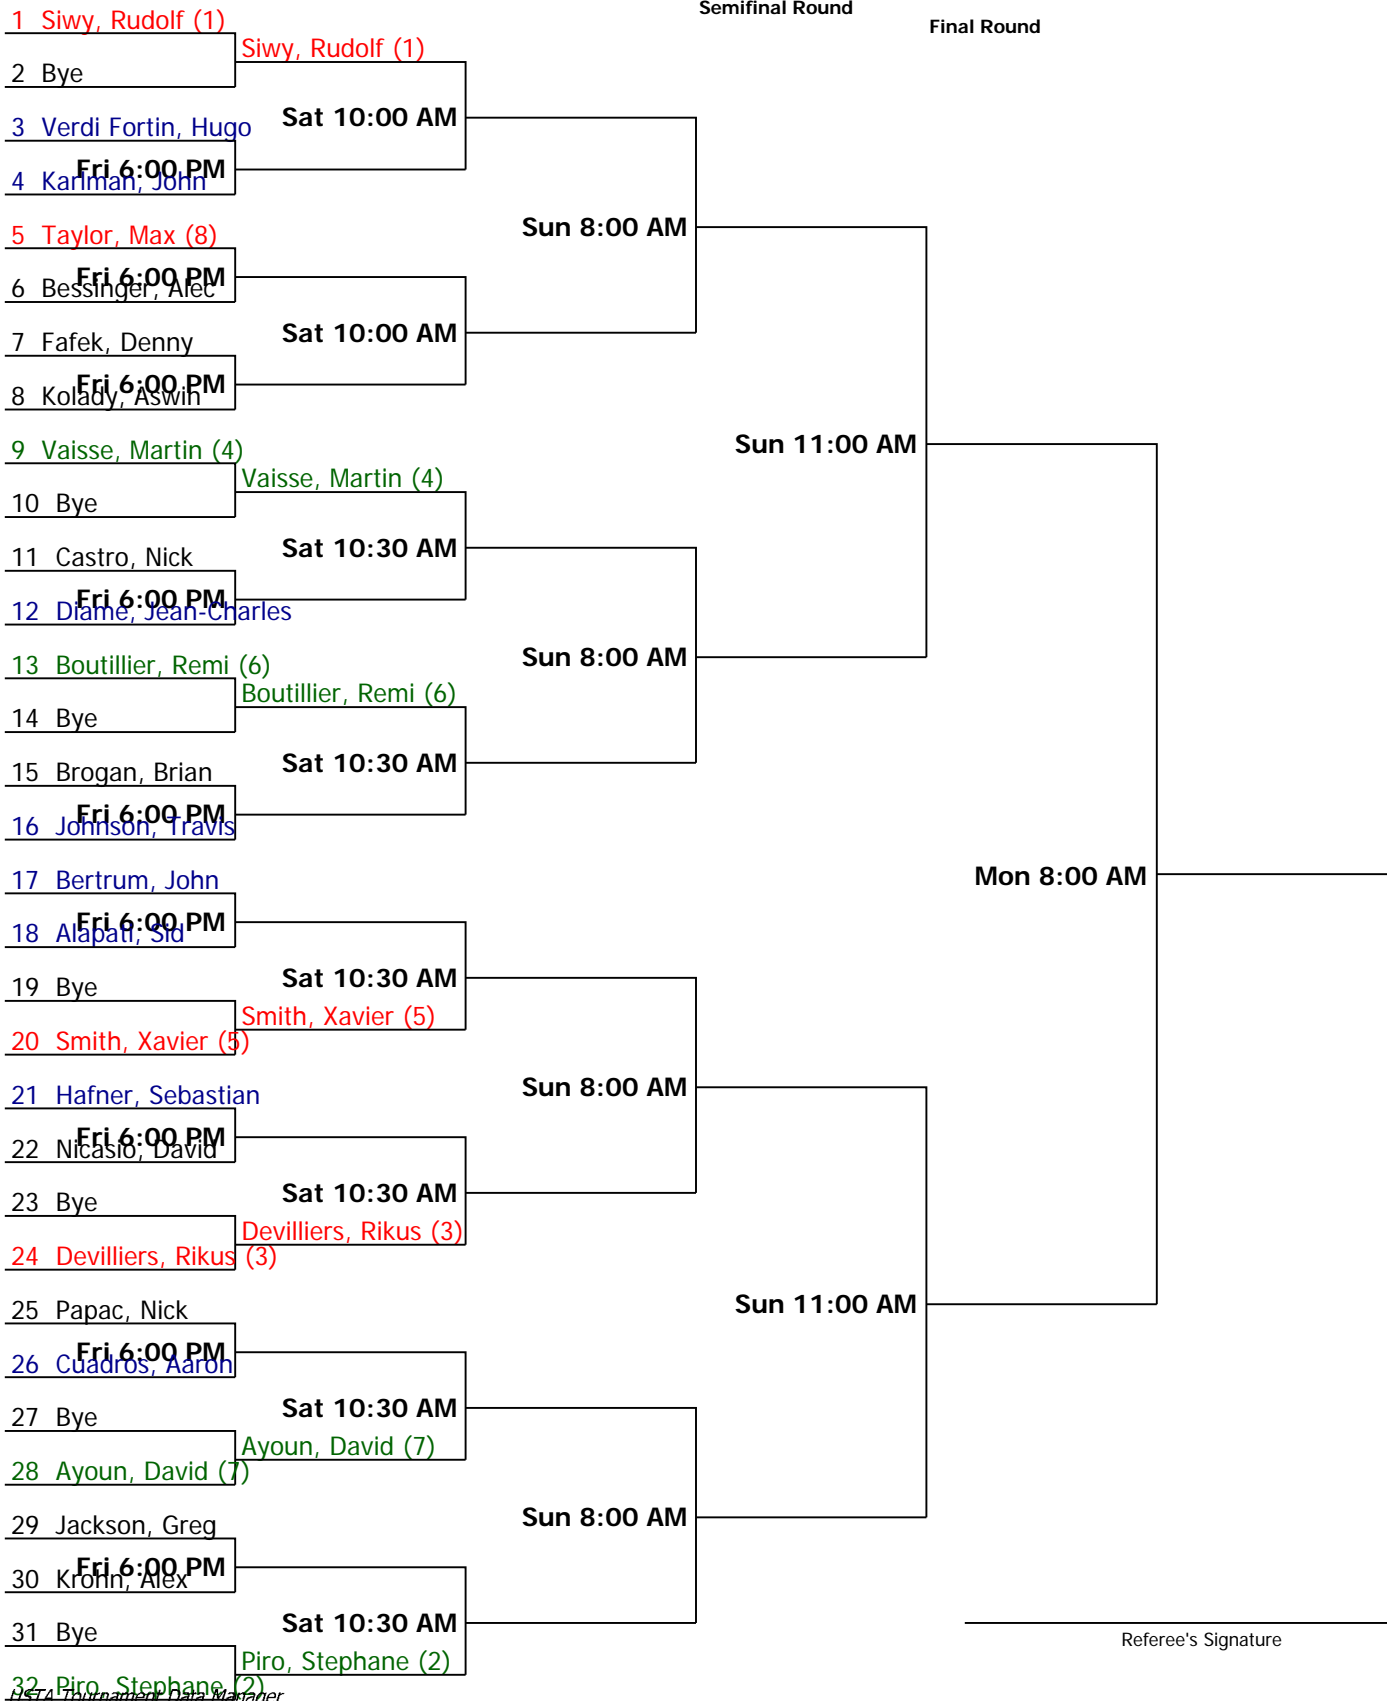 Semifinal Round
Final Round
1 Siwy, Rudolf (1)
Siwy, Rudolf (1)
2 Bye
Sat 10:00 AM
3 Verdi Fortin, Hugo
Fri 6:00 PM
4 Karlman, John
Sun 8:00 AM
5 Taylor, Max (8)
Fri 6:00 PM
6 Bessinger, Alec
Sat 10:00 AM
7 Fafek, Denny
Fri 6:00 PM
8 Kolady, Aswin
Sun 11:00 AM
9 Vaisse, Martin (4)
Vaisse, Martin (4)
10 Bye
Sat 10:30 AM
11 Castro, Nick
Fri 6:00 PM
12 Diame, Jean-Charles
Sun 8:00 AM
13 Boutillier, Remi (6)
Boutillier, Remi (6)
14 Bye
Sat 10:30 AM
15 Brogan, Brian
Fri 6:00 PM
16 Johnson, Travis
Mon 8:00 AM
17 Bertrum, John
Fri 6:00 PM
18 Alapati, Sid
Sat 10:30 AM
19 Bye
Smith, Xavier (5)
20 Smith, Xavier (5)
Sun 8:00 AM
21 Hafner, Sebastian
Fri 6:00 PM
22 Nicasio, David
Sat 10:30 AM
23 Bye
Devilliers, Rikus (3)
24 Devilliers, Rikus (3)
Sun 11:00 AM
25 Papac, Nick
Fri 6:00 PM
26 Cuadros, Aaron
Sat 10:30 AM
27 Bye
Ayoun, David (7)
28 Ayoun, David (7)
Sun 8:00 AM
29 Jackson, Greg
Fri 6:00 PM
30 Krohn, Alex
Sat 10:30 AM
31 Bye
Referee's Signature
Piro, Stephane (2)
32 Piro, Stephane (2)
USTA Tournament Data Manager